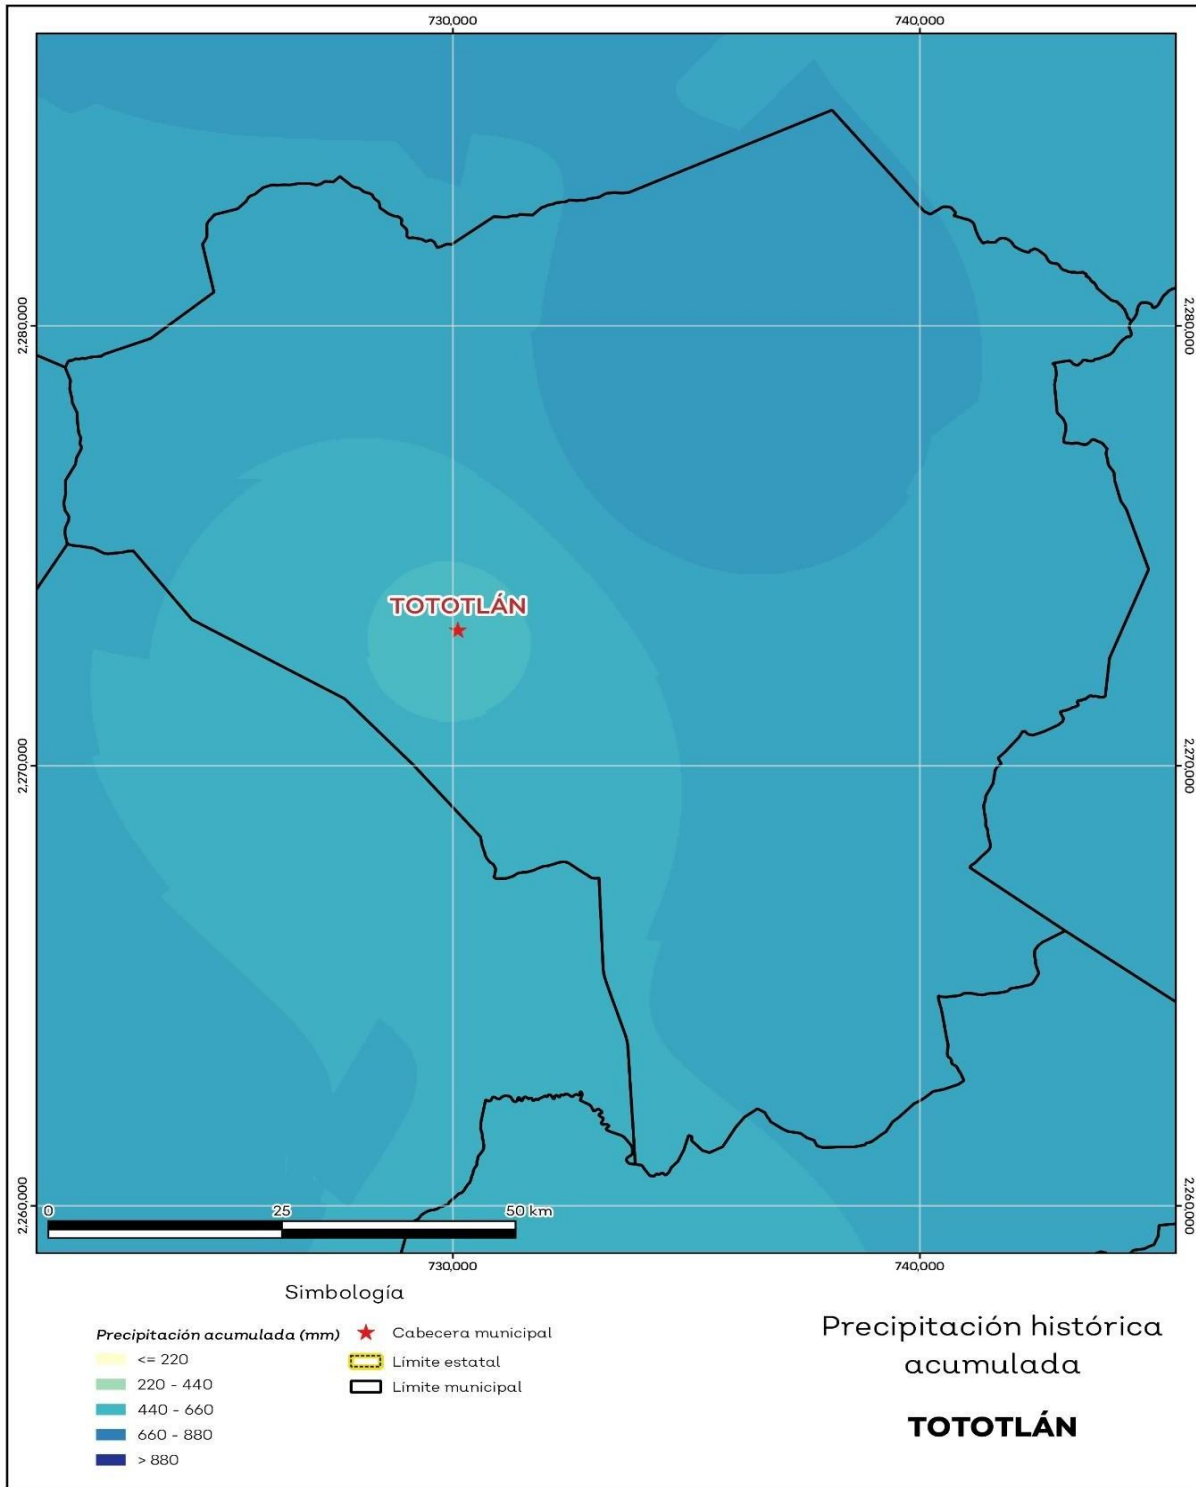 730,000
740,000
2,280,000
2,280,000
TOTOTLÁN
2,270,000
2,270,000
2,260,000
2,260,000
0 25 50 km
730,000
740,000
Simbología
Precipitación acumulada (mm)
<= 220
220 - 440
440 - 660
660 - 880
> 880
Cabecera municipal
Límite estatal
Límite municipal
Precipitación histórica
acumulada
TOTOTLÁN